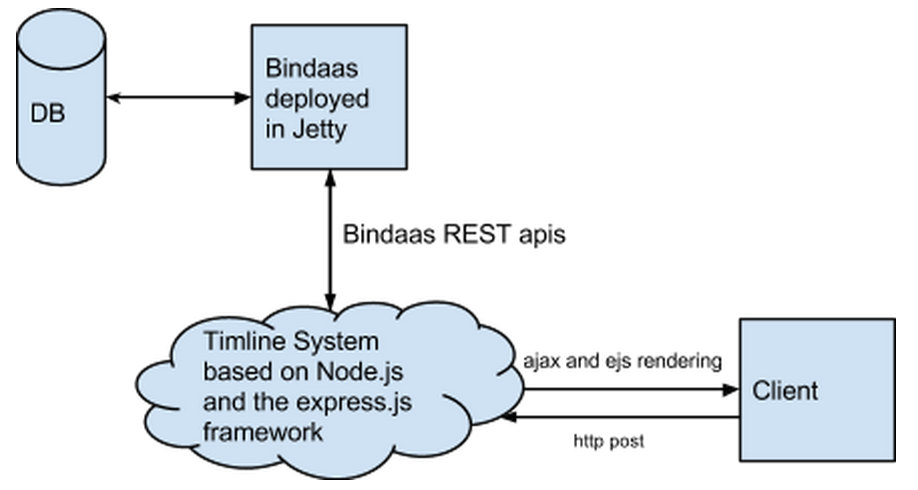 DB
Bindaas
deployed
in Jetty
Bindaas REST apis
Timline System
based on Node.js
and the express.js
framework
ajax and ejs rendering
http post
Client